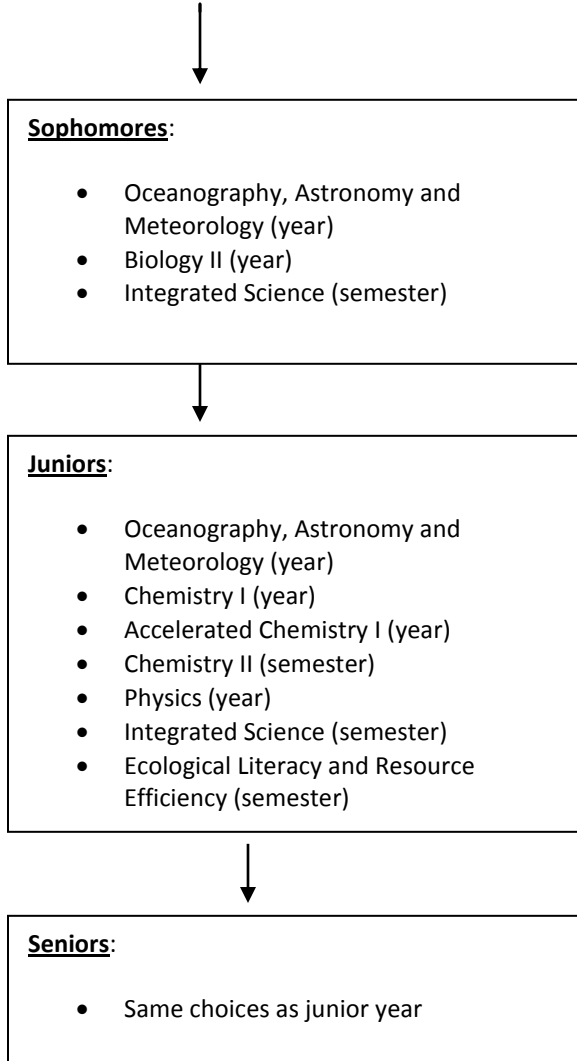 Sophomores:
• Oceanography, Astronomy and
Meteorology (year)
• Biology II (year)
• Integrated Science (semester)
Juniors:
• Oceanography, Astronomy and
Meteorology (year)
• Chemistry I (year)
• Accelerated Chemistry I (year)
• Chemistry II (semester)
• Physics (year)
• Integrated Science (semester)
• Ecological Literacy and Resource
Efficiency (semester)
Seniors:
• Same choices as junior year